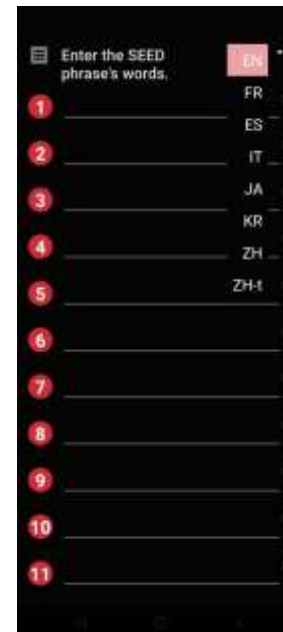 Enter the SEED
phrase's words.
EN
FR
ES
IT
JA
KR
ZH
ZH-t
1
2
3
4
5
6
7
8
9
10
11